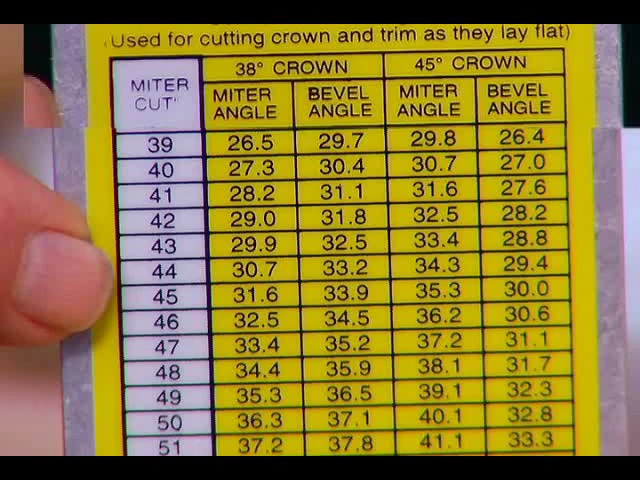 (Used for cutting crown and trim as they lay flat)
MITER CUT" 38° CROWN 45° CROWN
MITER ANGLE BEVEL ANGLE MITER ANGLE BEVEL ANGLE
39 26.5 29.7 29.8 26.4
40 27.3 30.4 30.7 27.0
41 28.2 31.1 31.6 27.6
42 29.0 31.8 32.5 28.2
43 29.9 32.5 33.4 28.8
44 30.7 33.2 34.3 29.4
45 31.6 33.9 35.3 30.0
46 32.5 34.5 36.2 30.6
47 33.4 35.2 37.2 31.1
48 34.4 35.9 38.1 31.7
49 35.3 36.5 39.1 32.3
50 36.3 37.1 40.1 32.8
51 37.2 37.8 41.1 33.3